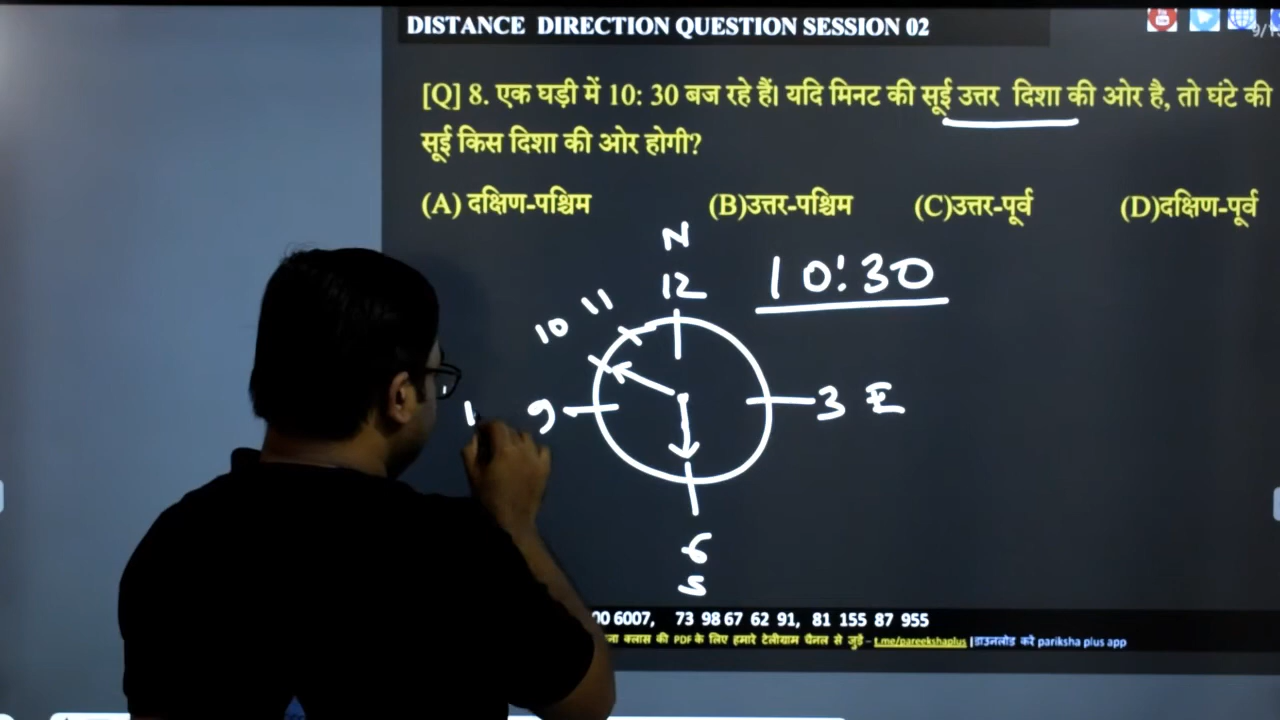 DISTANCE DIRECTION QUESTION SESSION 02
[Q] 8. एक घड़ी में 10: 30 बज रहे हैं। यदि मिनट की सूई उत्तर दिशा की ओर है, तो घंटे की
सूई किस दिशा की ओर होगी?
(A) दक्षिण-पश्चिम (B)उत्तर-पश्चिम (C)उत्तर-पूर्व (D)दक्षिण-पूर्व
N
12
10:30
11
10
9
3 E
6
S
00 6007, 73 98 67 62 91, 81 155 87 955
क्लास की PDF के लिए हमारे टेलीग्राम चैनल से जुड़ें – t.me/pareekshaplus |डाउनलोड करें pariksha plus app